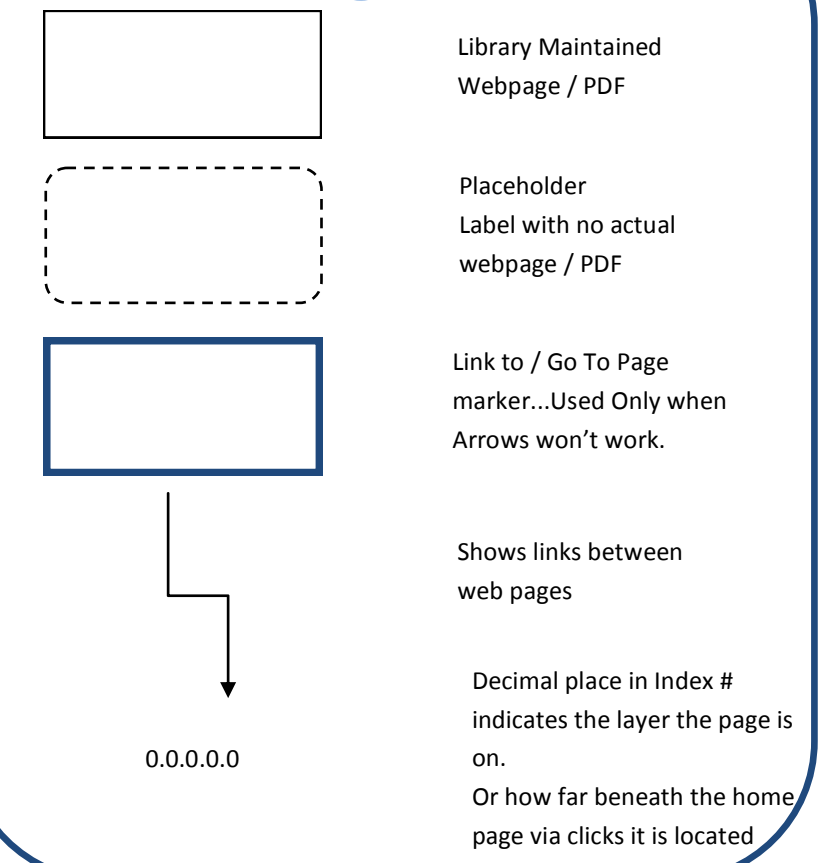 Library Maintained
Webpage / PDF
Placeholder
Label with no actual
webpage / PDF
Link to / Go To Page
marker...Used Only when
Arrows won’t work.
Shows links between
web pages
0.0.0.0.0
Decimal place in Index #
indicates the layer the page is
on.
Or how far beneath the home
page via clicks it is located